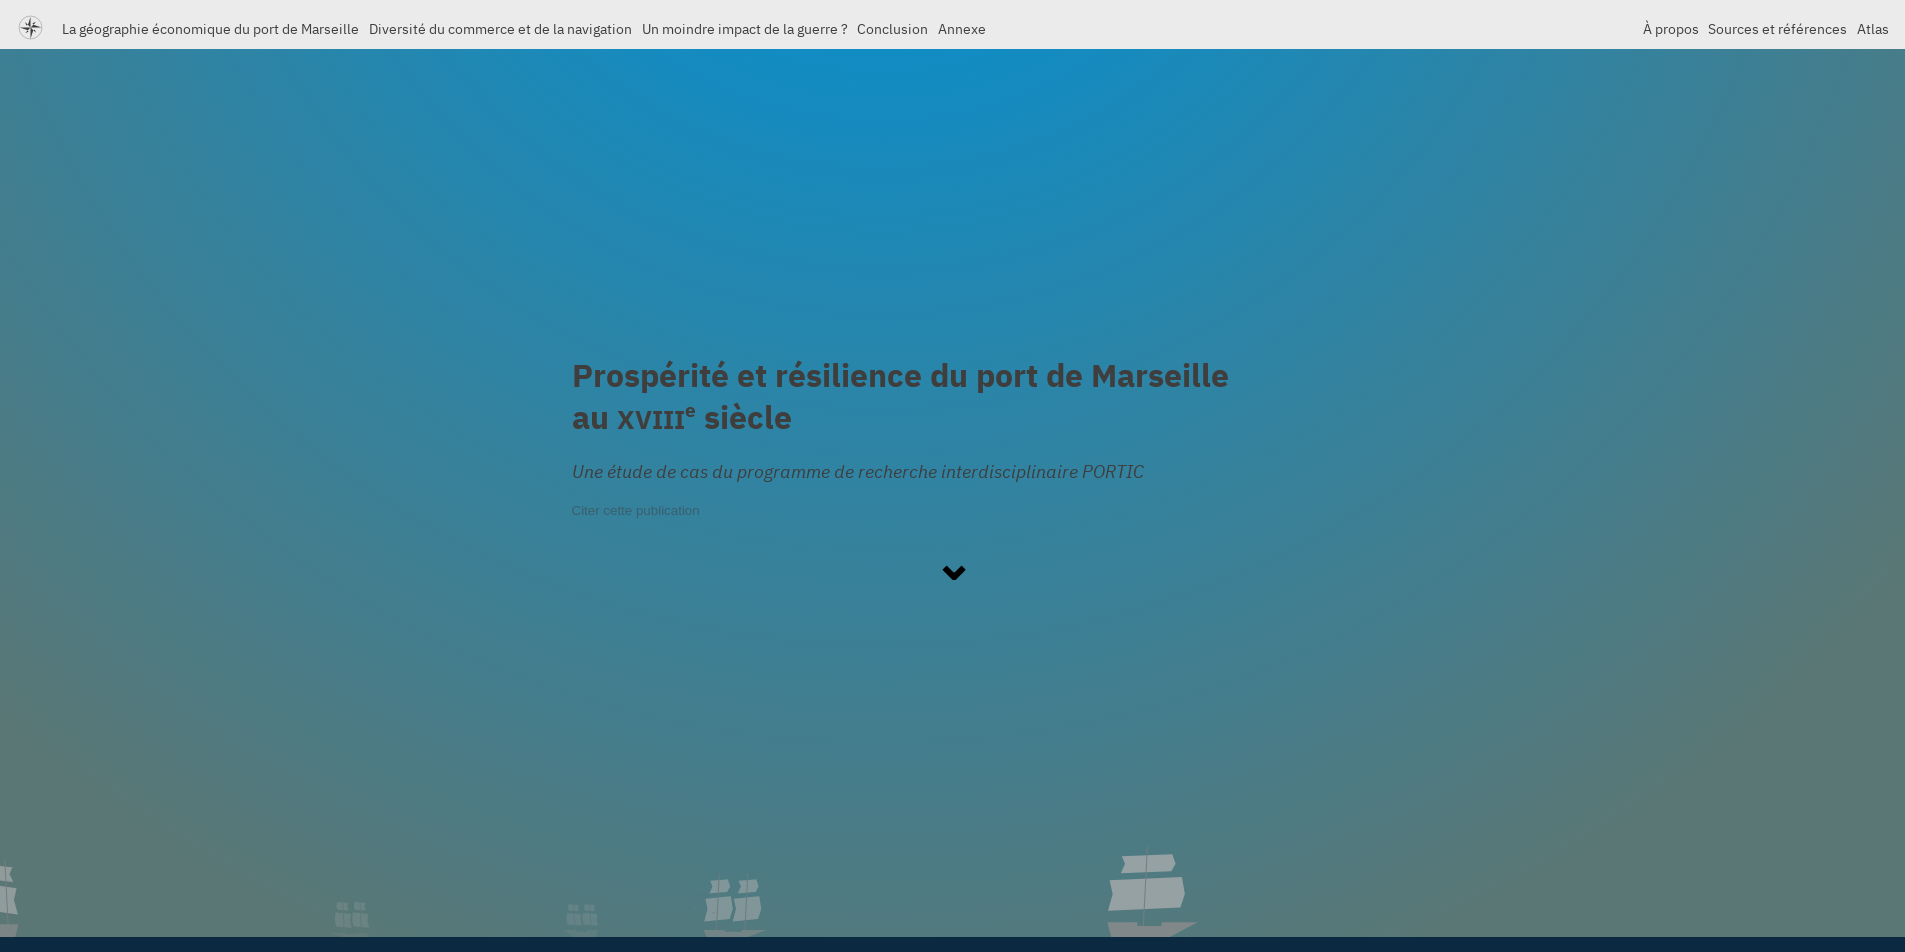 La géographie économique du port de Marseille Diversité du commerce et de la navigation Un moindre impact de la guerre ? Conclusion Annexe À propos Sources et références Atlas
Prospérité et résilience du port de Marseille
au XVIIIe siècle
Une étude de cas du programme de recherche interdisciplinaire PORTIC
Citer cette publication